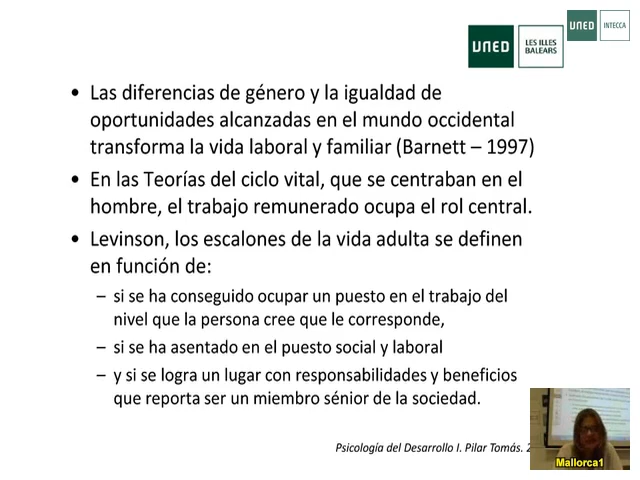 UNED
INTECCA
UNED
LES ILLES
BALEARS
• Las diferencias de género y la igualdad de
oportunidades alcanzadas en el mundo occidental
transforma la vida laboral y familiar (Barnett – 1997)
• En las Teorías del ciclo vital, que se centraban en el
hombre, el trabajo remunerado ocupa el rol central.
• Levinson, los escalones de la vida adulta se definen
en función de:
– si se ha conseguido ocupar un puesto en el trabajo del
nivel que la persona cree que le corresponde,
– si se ha asentado en el puesto social y laboral
– y si se logra un lugar con responsabilidades y beneficios
que reporta ser un miembro sénior de la sociedad.
Psicología del Desarrollo I. Pilar Tomás. 2
Mallorca1